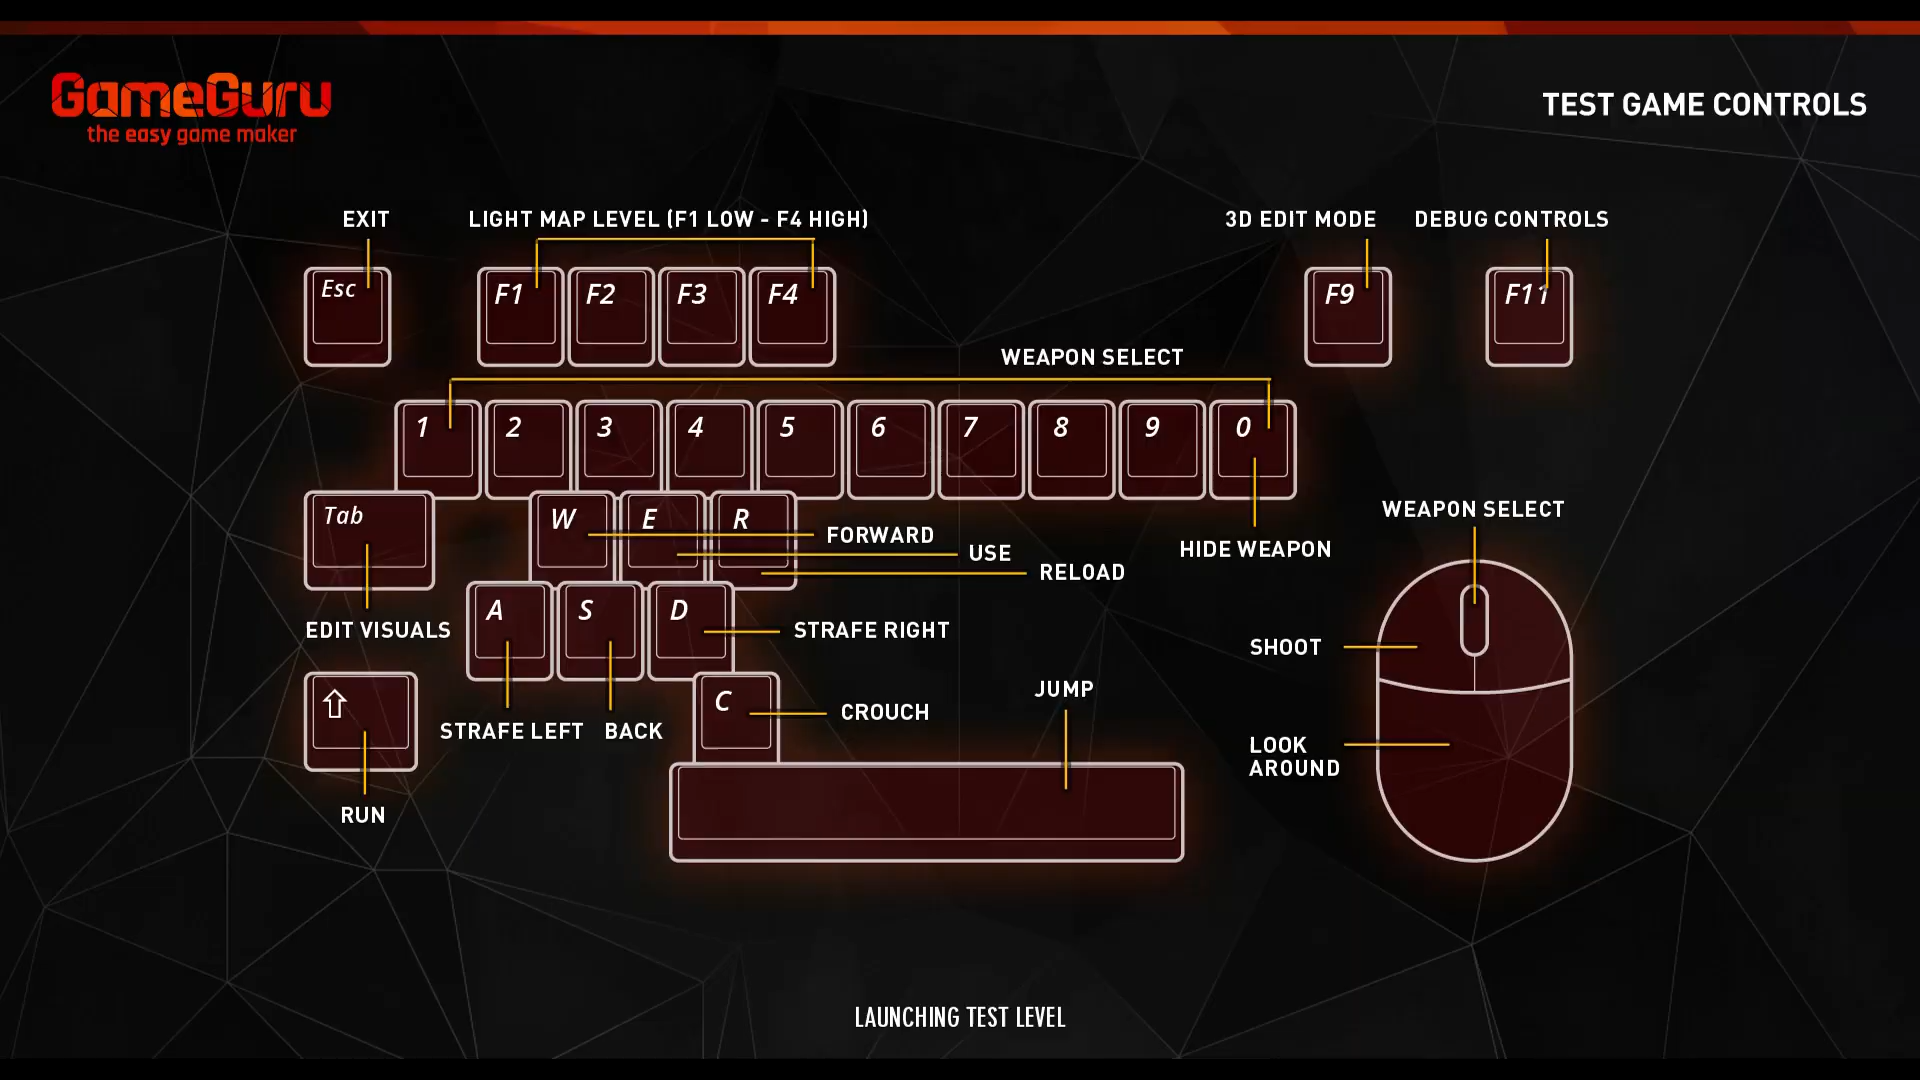 GameGuru
the easy game maker
TEST GAME CONTROLS
EXIT
LIGHT MAP LEVEL (F1 LOW - F4 HIGH)
3D EDIT MODE
DEBUG CONTROLS
Esc
F1
F2
F3
F4
F9
F11
WEAPON SELECT
1
2
3
4
5
6
7
8
9
0
Tab
W
E
R
FORWARD
USE
RELOAD
HIDE WEAPON
WEAPON SELECT
EDIT VISUALS
A
S
D
STRAFE RIGHT
SHOOT
STRAFE LEFT
BACK
C
CROUCH
JUMP
LOOK
AROUND
RUN
LAUNCHING TEST LEVEL